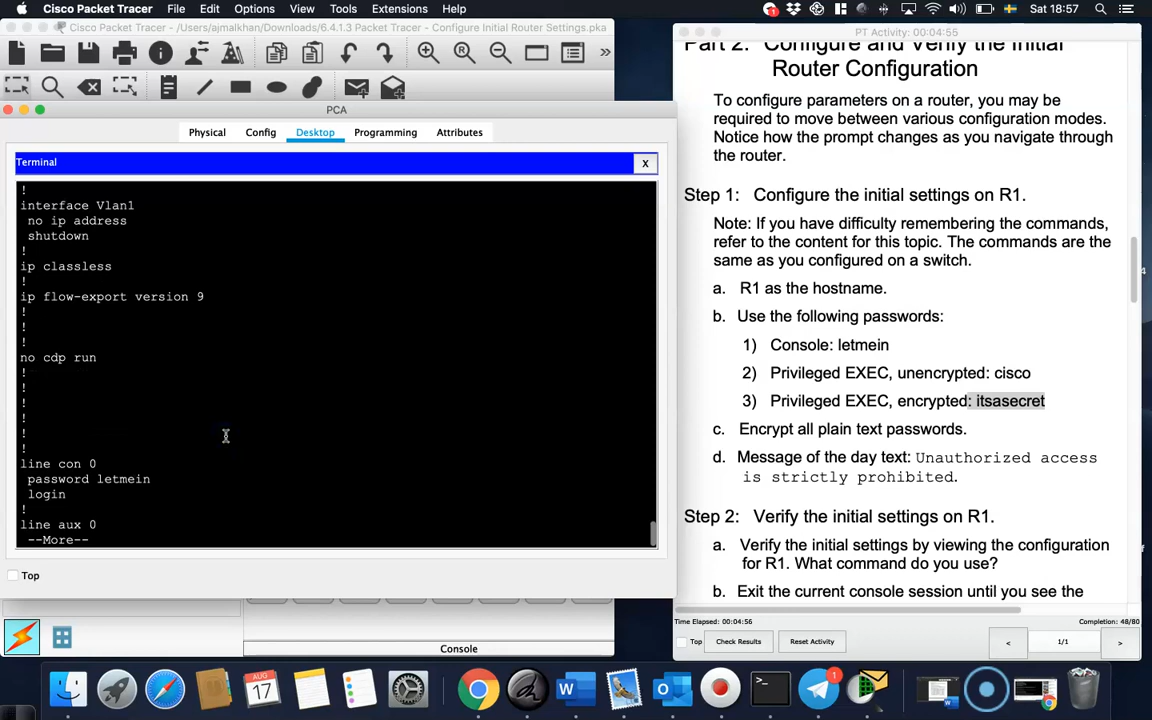 Cisco Packet Tracer File Edit Options View Tools Extensions Help
Sat 18:57
Cisco Packet Tracer - /Users/ajmalkhan/Downloads/6.4.1.3 Packet Tracer - Configure Initial Router Settings.pka
PCA
Physical Config Desktop Programming Attributes
Terminal
X
!
interface Vlan1
no ip address
shutdown
!
ip classless
!
ip flow-export version 9
!
!
!
no cdp run
!
!
!
!
!
!
line con 0
password letmein
login
!
line aux 0
--More--
Top
Console
PT Activity: 00:04:55
Part 2: Configure and Verify the Initial
Router Configuration
To configure parameters on a router, you may be
required to move between various configuration modes.
Notice how the prompt changes as you navigate through
the router.
Step 1: Configure the initial settings on R1.
Note: If you have difficulty remembering the commands,
refer to the content for this topic. The commands are the
same as you configured on a switch.
a. R1 as the hostname.
b. Use the following passwords:
1) Console: letmein
2) Privileged EXEC, unencrypted: cisco
3) Privileged EXEC, encrypted: itsasecret
c. Encrypt all plain text passwords.
d. Message of the day text: Unauthorized access
is strictly prohibited.
Step 2: Verify the initial settings on R1.
a. Verify the initial settings by viewing the configuration
for R1. What command do you use?
b. Exit the current console session until you see the
Time Elapsed: 00:04:56
Completion: 48/80
Top Check Results Reset Activity < 1/1 >
AUG
17